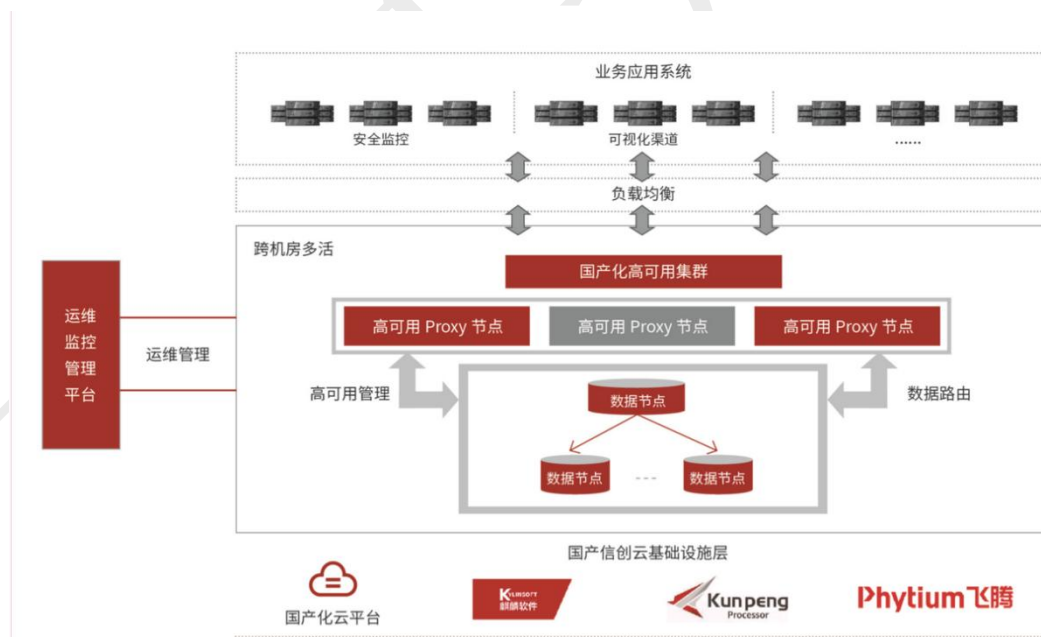 业务应用系统
安全监控
可视化渠道
……
负载均衡
跨机房多活
国产化高可用集群
高可用 Proxy 节点
高可用 Proxy 节点
高可用 Proxy 节点
运维
监控
管理
平台
运维管理
高可用管理
数据路由
数据节点
数据节点
---
数据节点
国产信创云基础设施层
国产化云平台
KYLINSOFT
麒麟软件
Kunpeng
Processor
Phytium飞腾